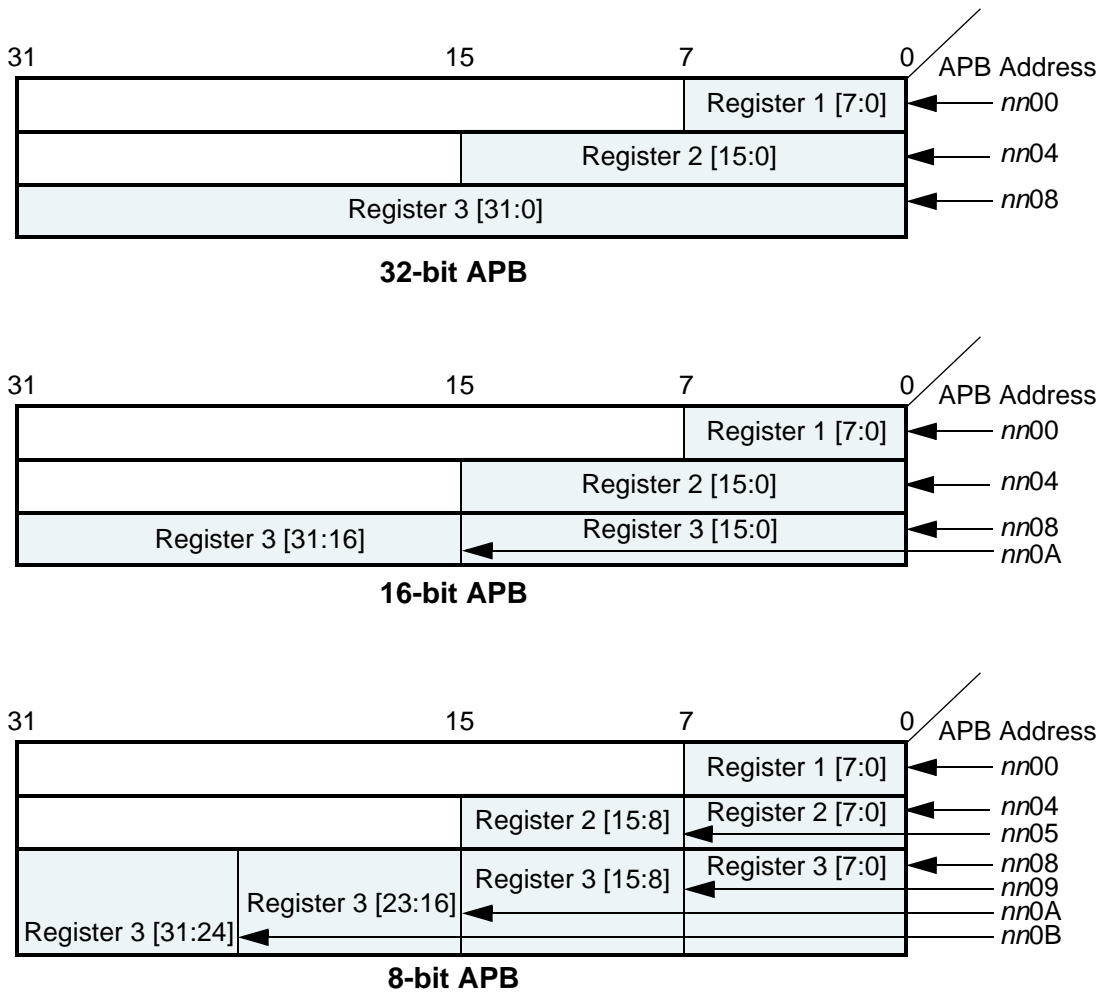 31 15 7 0 APB Address
Register 1 [7:0] nn00
Register 2 [15:0] nn04
Register 3 [31:0] nn08
32-bit APB
31 15 7 0 APB Address
Register 1 [7:0] nn00
Register 2 [15:0] nn04
Register 3 [31:16] Register 3 [15:0] nn08
nn0A
16-bit APB
31 15 7 0 APB Address
Register 1 [7:0] nn00
Register 2 [15:8] Register 2 [7:0] nn04
nn05
Register 3 [15:8] Register 3 [7:0] nn08
nn09
Register 3 [23:16] nn0A
Register 3 [31:24] nn0B
8-bit APB